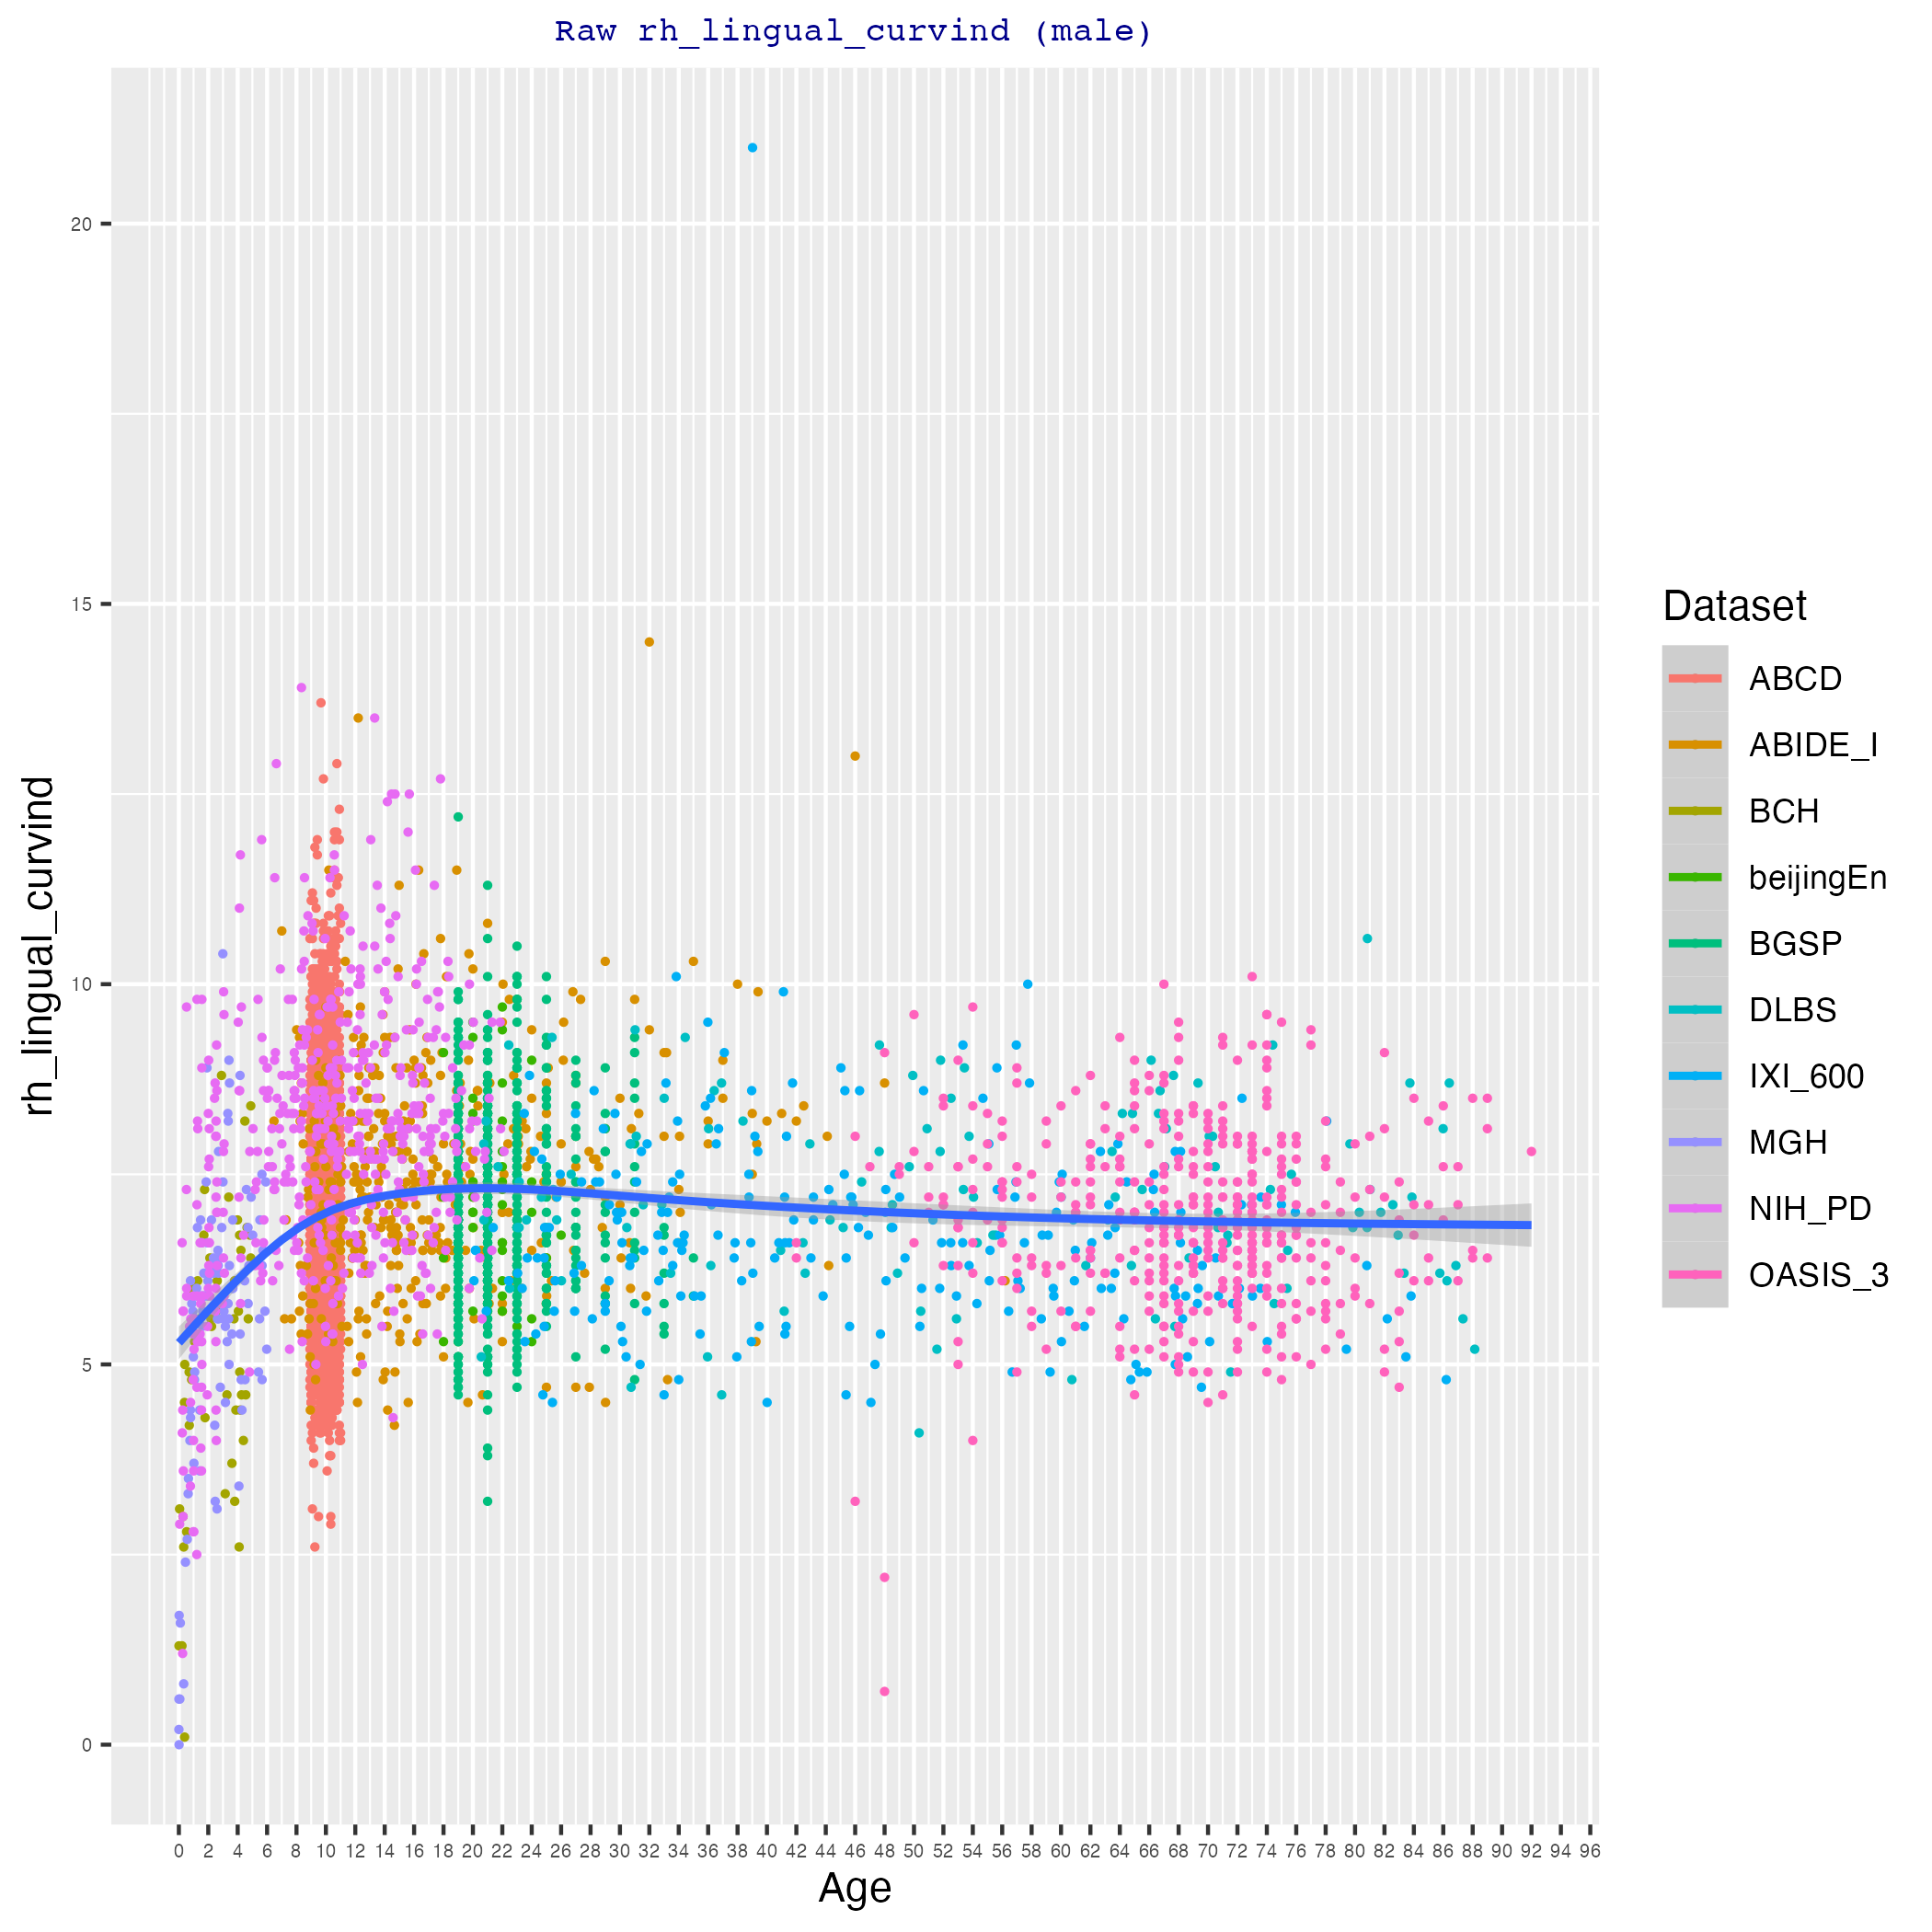 Raw rh_lingual_curvind (male)
20
15
10
5
0
rh_lingual_curvind
0 2 4 6 8 10 12 14 16 18 20 22 24 26 28 30 32 34 36 38 40 42 44 46 48 50 52 54 56 58 60 62 64 66 68 70 72 74 76 78 80 82 84 86 88 90 92 94 96
Age
Dataset
ABCD
ABIDE_I
BCH
beijingEn
BGSP
DLBS
IXI_600
MGH
NIH_PD
OASIS_3